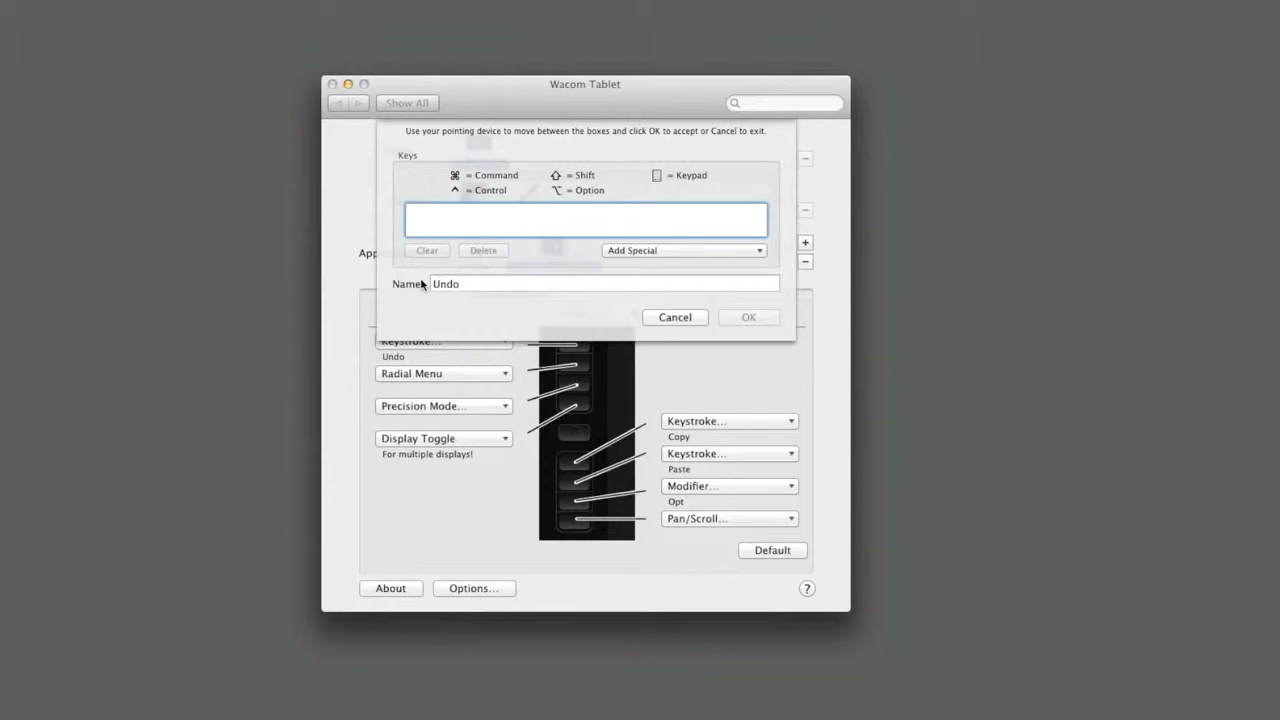 Wacom Tablet
Show All
Use your pointing device to move between the boxes and click OK to accept or Cancel to exit.
Keys
⌘ = Command ⇧ = Shift = Keypad
^ = Control ⌥ = Option
Clear Delete Add Special
Name: Undo
Cancel OK
App
Keystroke...
Undo
Radial Menu
Precision Mode...
Display Toggle
For multiple displays!
Keystroke...
Copy
Keystroke...
Paste
Modifier...
Opt
Pan/Scroll...
Default
About Options... ?